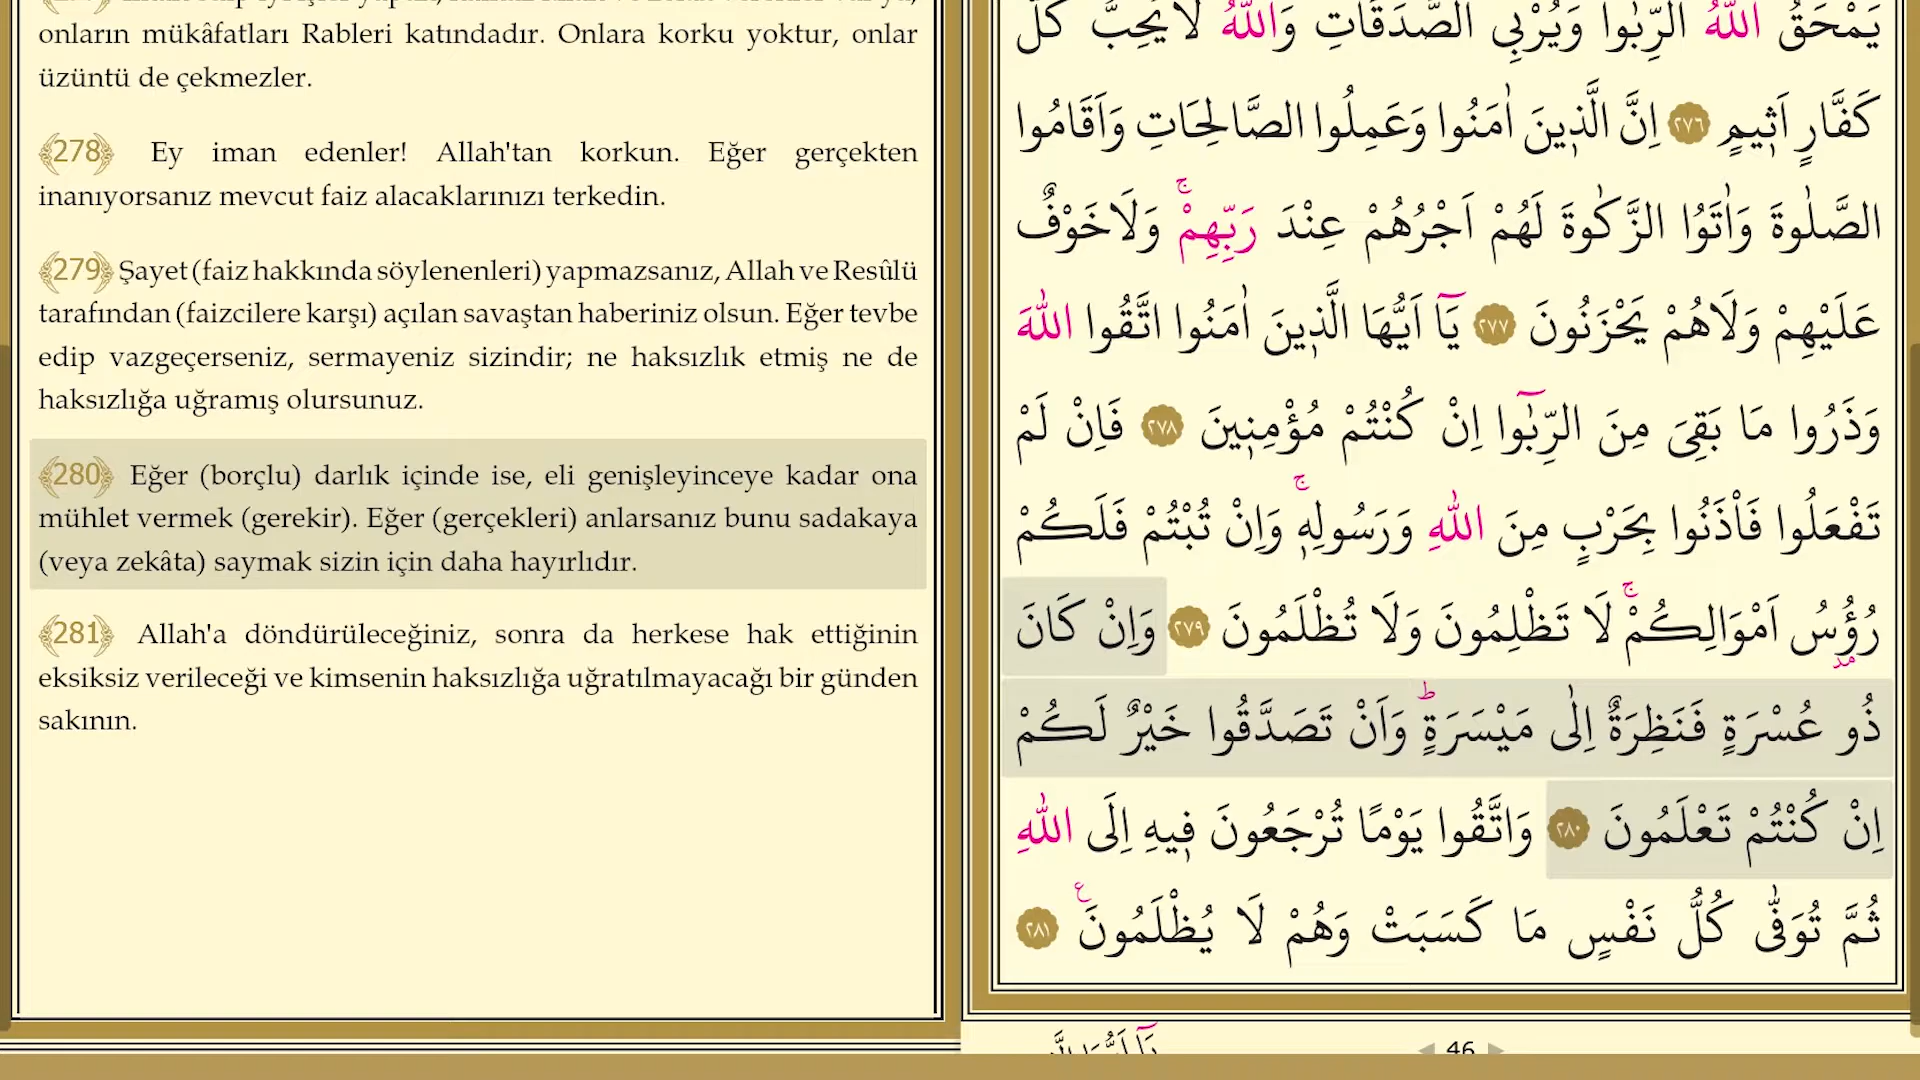 onların mükâfatları Rableri katındadır. Onlara korku yoktur, onlar
üzüntü de çekmezler.
﴾278﴿ Ey iman edenler! Allah'tan korkun. Eğer gerçekten
inanıyorsanız mevcut faiz alacaklarınızı terkedin.
﴾279﴿ Şayet (faiz hakkında söylenenleri) yapmazsanız, Allah ve Resûlü
tarafından (faizcilere karşı) açılan savaştan haberiniz olsun. Eğer tevbe
edip vazgeçerseniz, sermayeniz sizindir; ne haksızlık etmiş ne de
haksızlığa uğramış olursunuz.
﴾280﴿ Eğer (borçlu) darlık içinde ise, eli genişleyinceye kadar ona
mühlet vermek (gerekir). Eğer (gerçekleri) anlarsanız bunu sadakaya
(veya zekâta) saymak sizin için daha hayırlıdır.
﴾281﴿ Allah'a döndürüleceğiniz, sonra da herkese hak ettiğinin
eksiksiz verileceği ve kimsenin haksızlığa uğratılmayacağı bir günden
sakının.
يَمْحَقُ اللّٰهُ الرِّبٰوا وَيُرْبِي الصَّدَقَاتِ وَاللّٰهُ لَا يُحِبُّ كُلَّ
كَفَّارٍ اَث۪يمٍ ﴿٢٧٦﴾ اِنَّ الَّذ۪ينَ اٰمَنُوا وَعَمِلُوا الصَّالِحَاتِ وَاَقَامُوا
الصَّلٰوةَ وَاٰتَوُا الزَّكٰوةَ لَهُمْ اَجْرُهُمْ عِنْدَ رَبِّهِمْۚ وَلَا خَوْفٌ
عَلَيْهِمْ وَلَا هُمْ يَحْزَنُونَ ﴿٢٧٧﴾ يَٓا اَيُّهَا الَّذ۪ينَ اٰمَنُوا اتَّقُوا اللّٰهَ
وَذَرُوا مَا بَقِيَ مِنَ الرِّبٰٓوا اِنْ كُنْتُمْ مُؤْمِن۪ينَ ﴿٢٧٨﴾ فَاِنْ لَمْ
تَفْعَلُوا فَاْذَنُوا بِحَرْبٍ مِنَ اللّٰهِ وَرَسُولِه۪ۚ وَاِنْ تُبْتُمْ فَلَكُمْ
رُؤُ۫سُ اَمْوَالِكُمْۚ لَا تَظْلِمُونَ وَلَا تُظْلَمُونَ ﴿٢٧٩﴾ وَاِنْ كَانَ
ذُو عُسْرَةٍ فَنَظِرَةٌ اِلٰى مَيْسَرَةٍۜ وَاَنْ تَصَدَّقُوا خَيْرٌ لَكُمْ
اِنْ كُنْتُمْ تَعْلَمُونَ ﴿٢٨٠﴾ وَاتَّقُوا يَوْمًا تُرْجَعُونَ ف۪يهِ اِلَى اللّٰهِ
ثُمَّ تُوَفّٰى كُلُّ نَفْسٍ مَا كَسَبَتْ وَهُمْ لَا يُظْلَمُونَ۟ ﴿٢٨١﴾
46